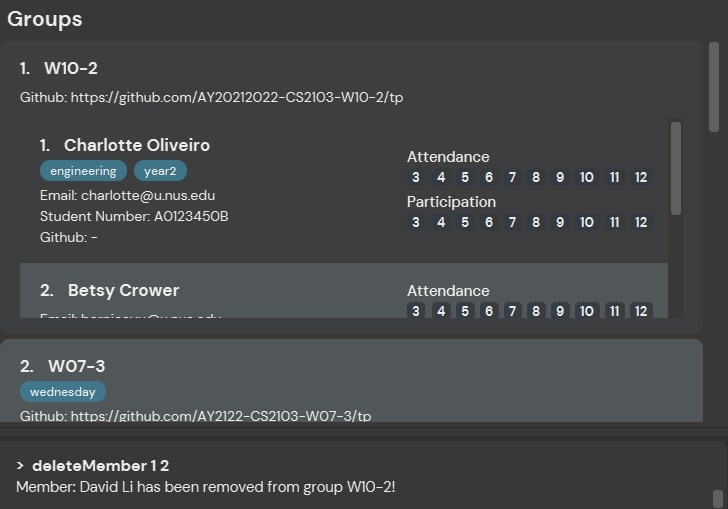 Groups
1. W10-2
Github: https://github.com/AY20212022-CS2103-W10-2/tp
1. Charlotte Oliveiro
engineering year2
Email: charlotte@u.nus.edu
Student Number: A0123450B
Github: -
Attendance
3 4 5 6 7 8 9 10 11 12
Participation
3 4 5 6 7 8 9 10 11 12
2. Betsy Crower
Attendance
3 4 5 6 7 8 9 10 11 12
2. W07-3
wednesday
Github: https://github.com/AY2122-CS2103-W07-3/tp
> deleteMember 1 2
Member: David Li has been removed from group W10-2!